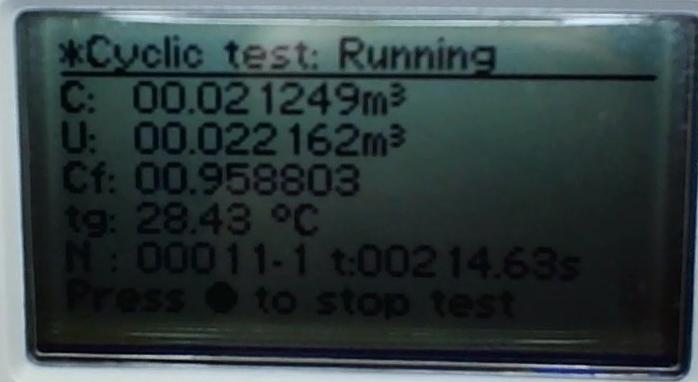 *Cyclic test: Running
C: 00.021249m³
U: 00.022162m³
Cf: 00.958803
tg: 28.43 °C
N : 00011-1 t:00214.63s
Press ● to stop test